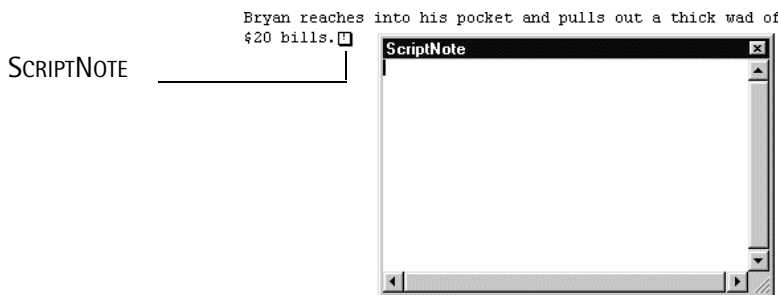 Bryan reaches into his pocket and pulls out a thick wad of
$20 bills.
ScriptNote
SCRIPTNOTE